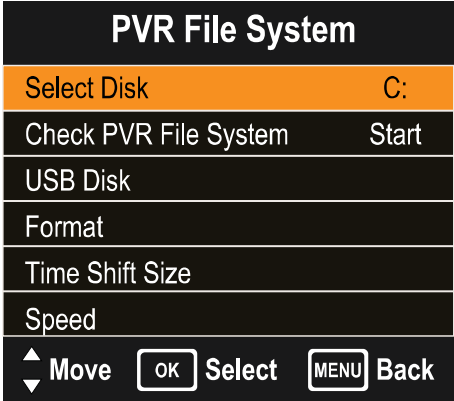 PVR File System
Select Disk C:
Check PVR File System Start
USB Disk
Format
Time Shift Size
Speed
Move OK Select MENU Back